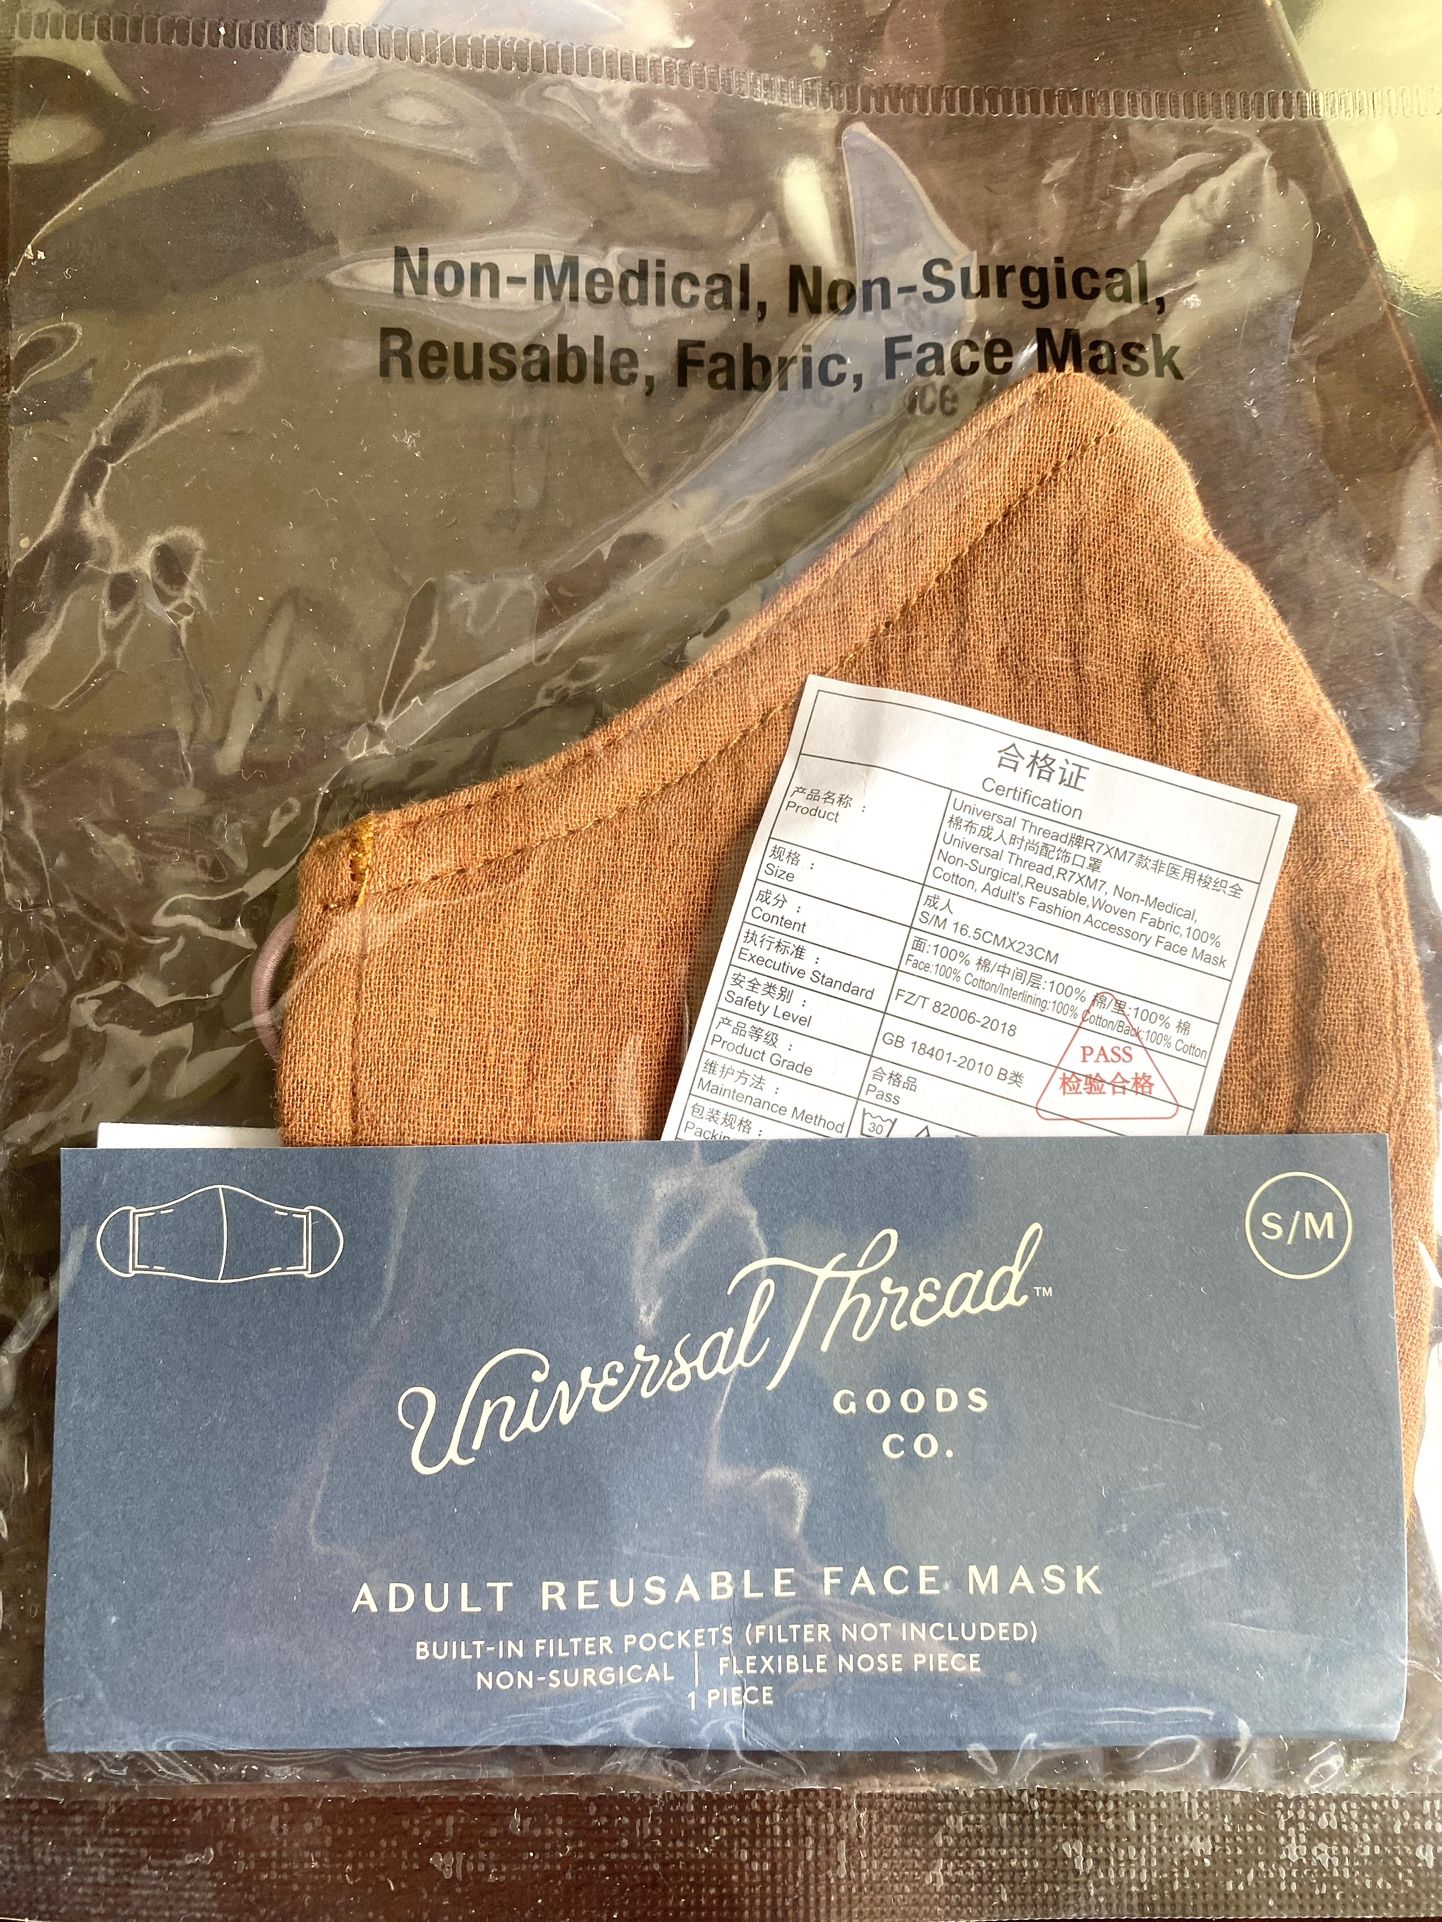 Non-Medical, Non-Surgical,
Reusable, Fabric, Face Mask
合格证
Certification
产品名称：
Product
Universal Thread牌R7XM7款非医用梭织全
棉布成人时尚配饰口罩
Universal Thread,R7XM7, Non-Medical,
Non-Surgical,Reusable,Woven Fabric,100%
Cotton, Adult's Fashion Accessory Face Mask
规格：
Size
成人
S/M 16.5CMX23CM
成分：
Content
面:100% 棉/中间层:100% 棉/里:100% 棉
Face:100% Cotton/Interlining:100% Cotton/Back:100% Cotton
执行标准：
Executive Standard
FZ/T 82006-2018
安全类别：
Safety Level
GB 18401-2010 B类
产品等级：
Product Grade
合格品
Pass
PASS
检验合格
维护方法：
Maintenance Method
30
包装规格：
S/M
Universal Thread™
GOODS
CO.
ADULT REUSABLE FACE MASK
BUILT-IN FILTER POCKETS (FILTER NOT INCLUDED)
NON-SURGICAL | FLEXIBLE NOSE PIECE
1 PIECE